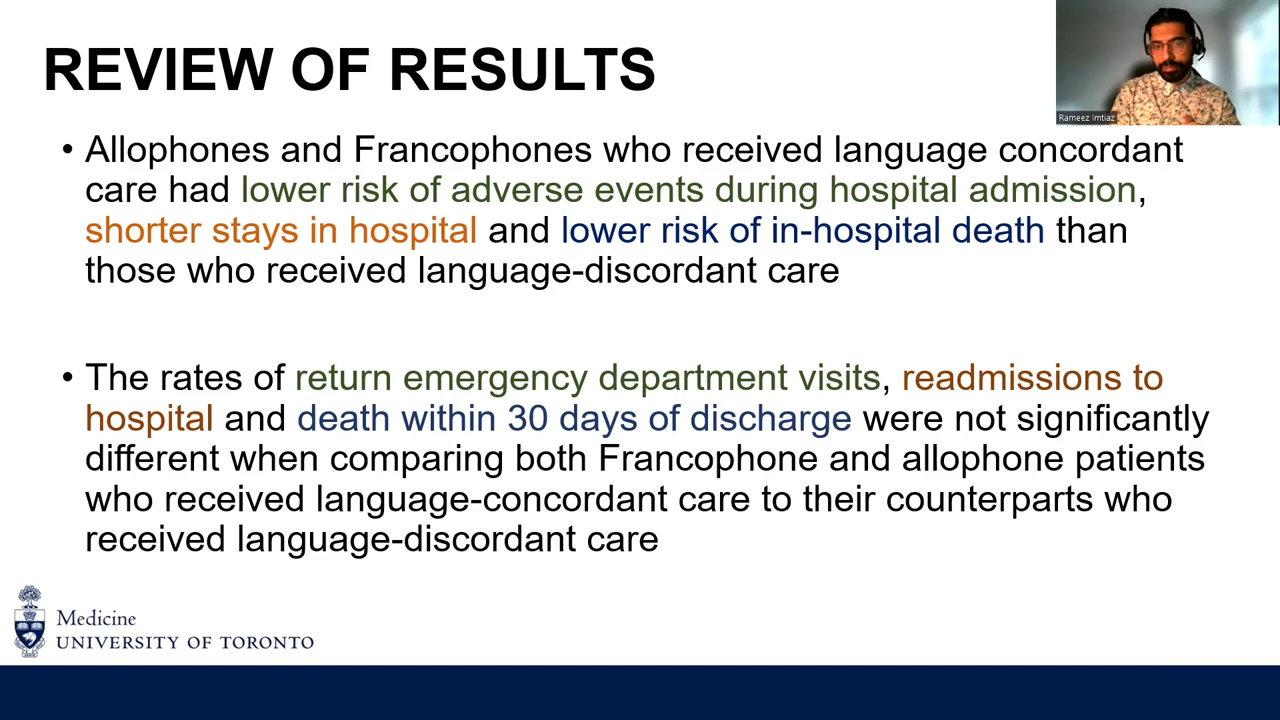 REVIEW OF RESULTS
Rameez Imtiaz
• Allophones and Francophones who received language concordant
care had lower risk of adverse events during hospital admission,
shorter stays in hospital and lower risk of in-hospital death than
those who received language-discordant care
• The rates of return emergency department visits, readmissions to
hospital and death within 30 days of discharge were not significantly
different when comparing both Francophone and allophone patients
who received language-concordant care to their counterparts who
received language-discordant care
Medicine
UNIVERSITY OF TORONTO